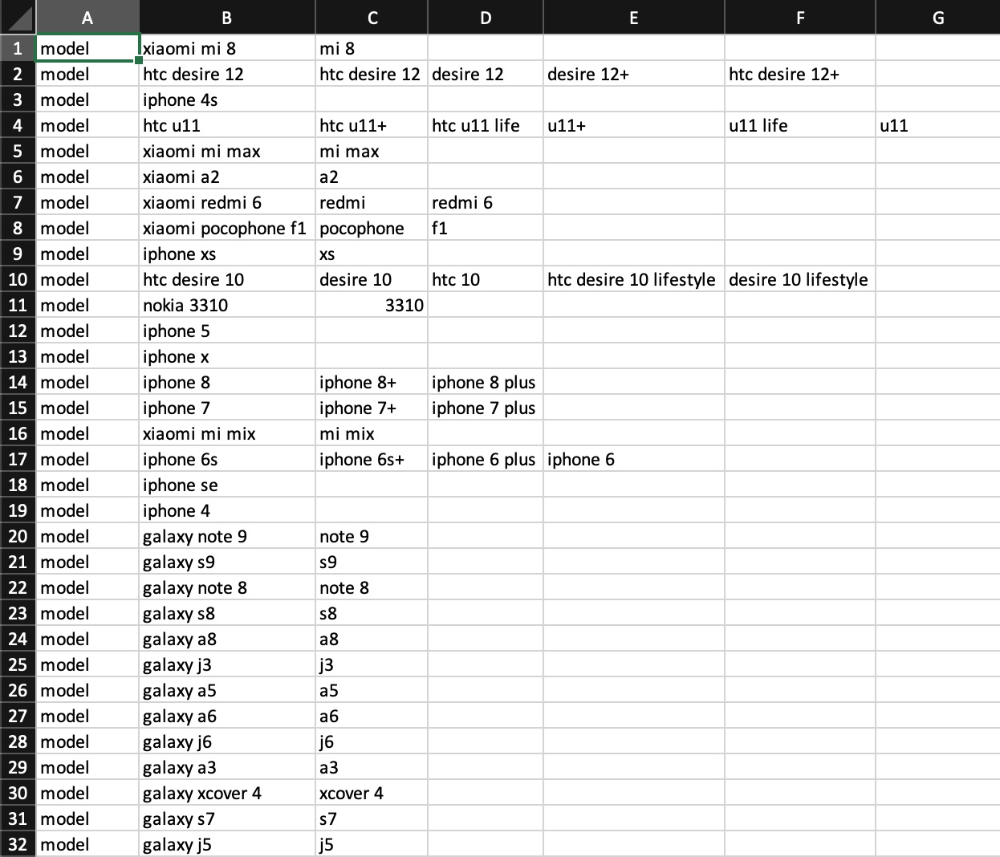 A B C D E F G
1 model xiaomi mi 8 mi 8
2 model htc desire 12 htc desire 12 desire 12 desire 12+ htc desire 12+
3 model iphone 4s
4 model htc u11 htc u11+ htc u11 life u11+ u11 life u11
5 model xiaomi mi max mi max
6 model xiaomi a2 a2
7 model xiaomi redmi 6 redmi redmi 6
8 model xiaomi pocophone f1 pocophone f1
9 model iphone xs xs
10 model htc desire 10 desire 10 htc 10 htc desire 10 lifestyle desire 10 lifestyle
11 model nokia 3310 3310
12 model iphone 5
13 model iphone x
14 model iphone 8 iphone 8+ iphone 8 plus
15 model iphone 7 iphone 7+ iphone 7 plus
16 model xiaomi mi mix mi mix
17 model iphone 6s iphone 6s+ iphone 6 plus iphone 6
18 model iphone se
19 model iphone 4
20 model galaxy note 9 note 9
21 model galaxy s9 s9
22 model galaxy note 8 note 8
23 model galaxy s8 s8
24 model galaxy a8 a8
25 model galaxy j3 j3
26 model galaxy a5 a5
27 model galaxy a6 a6
28 model galaxy j6 j6
29 model galaxy a3 a3
30 model galaxy xcover 4 xcover 4
31 model galaxy s7 s7
32 model galaxy j5 j5